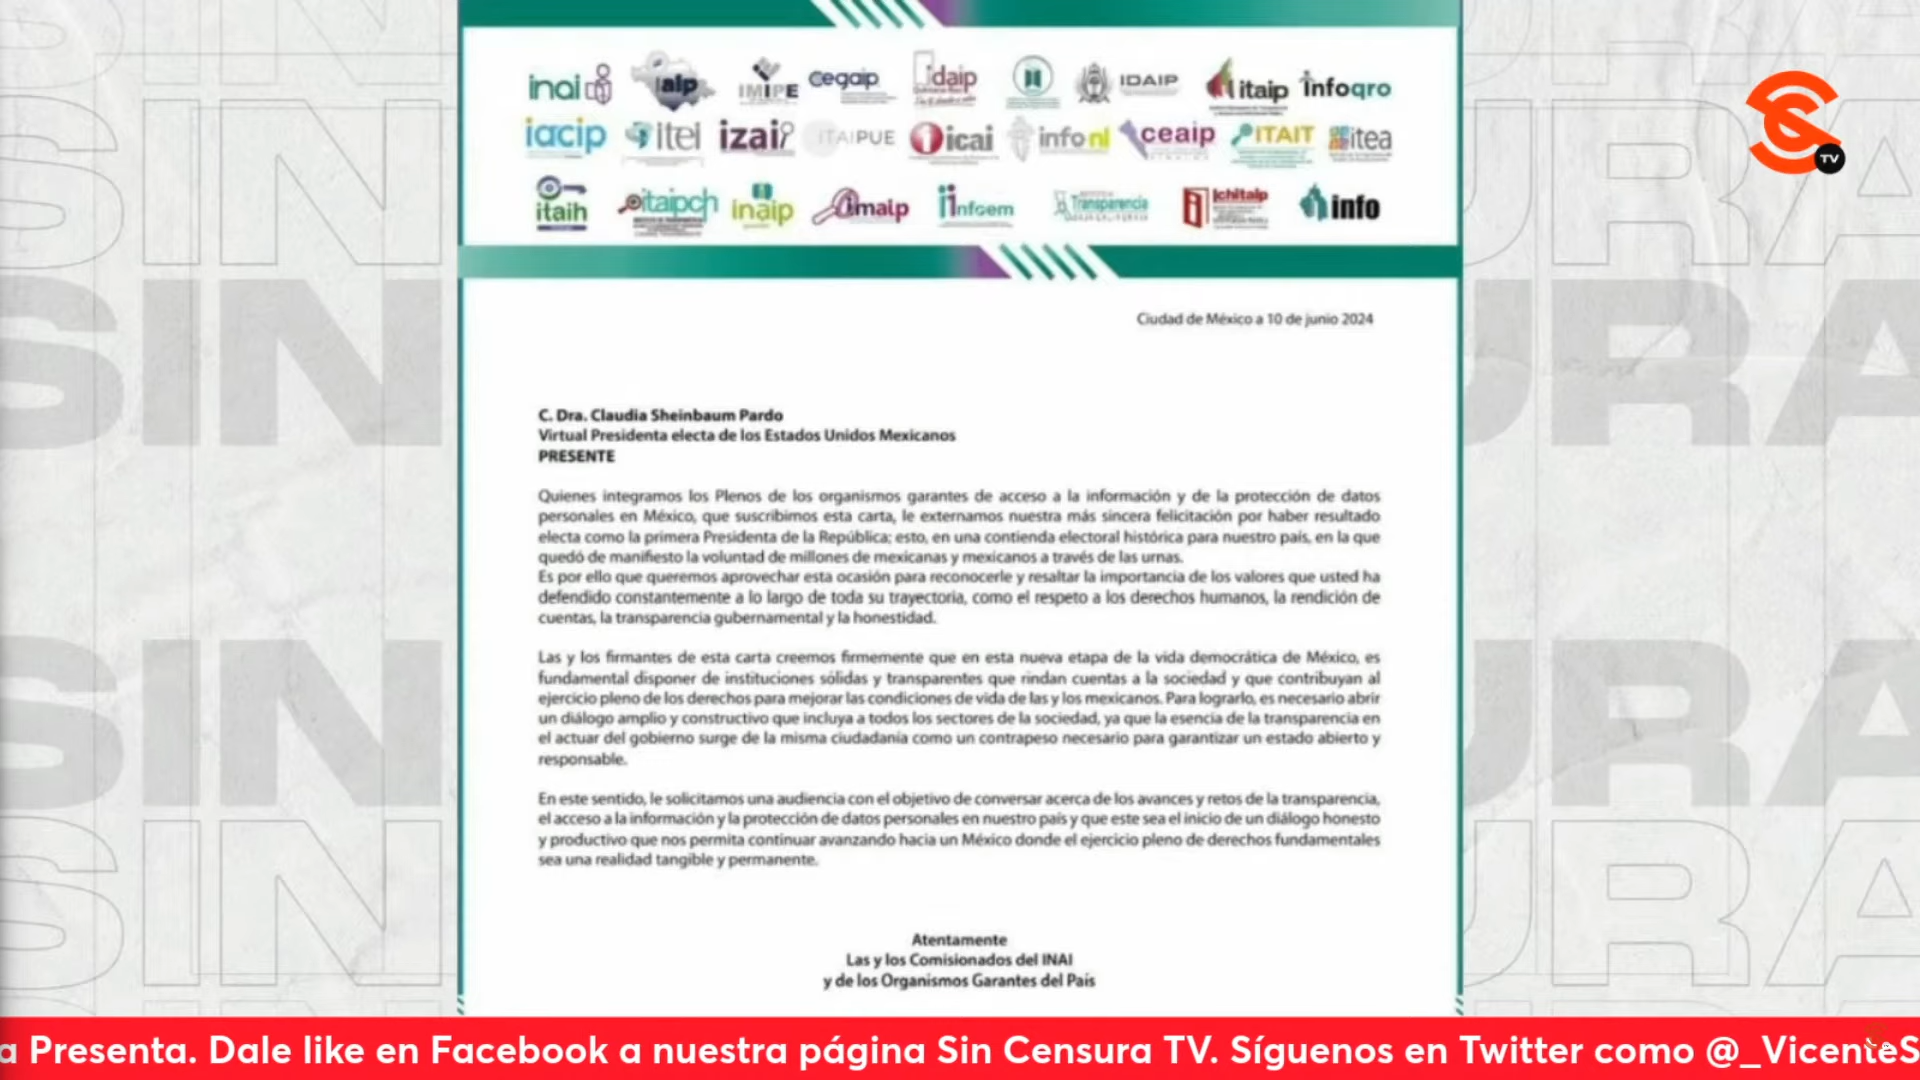 SIN
URA
inai
IMIPE
cegaip
idaip
IDAIP
itaip
infoqro
iacip
itei
izai
ITAIPUE
icai
info nl
ceaip
ITAIT
itea
itaih
itaipch
inaip
imaip
infoem
Transparencia
Ichitaip
info
TV
Ciudad de México a 10 de junio 2024
C. Dra. Claudia Sheinbaum Pardo
Virtual Presidenta electa de los Estados Unidos Mexicanos
PRESENTE
Quienes integramos los Plenos de los organismos garantes de acceso a la información y de la protección de datos
personales en México, que suscribimos esta carta, le externamos nuestra más sincera felicitación por haber resultado
electa como la primera Presidenta de la República; esto, en una contienda electoral histórica para nuestro país, en la que
quedó de manifiesto la voluntad de millones de mexicanas y mexicanos a través de las urnas.
Es por ello que queremos aprovechar esta ocasión para reconocerle y resaltar la importancia de los valores que usted ha
defendido constantemente a lo largo de toda su trayectoria, como el respeto a los derechos humanos, la rendición de
cuentas, la transparencia gubernamental y la honestidad.
Las y los firmantes de esta carta creemos firmemente que en esta nueva etapa de la vida democrática de México, es
fundamental disponer de instituciones sólidas y transparentes que rindan cuentas a la sociedad y que contribuyan al
ejercicio pleno de los derechos para mejorar las condiciones de vida de las y los mexicanos. Para lograrlo, es necesario abrir
un diálogo amplio y constructivo que incluya a todos los sectores de la sociedad, ya que la esencia de la transparencia en
el actuar del gobierno surge de la misma ciudadanía como un contrapeso necesario para garantizar un estado abierto y
responsable.
En este sentido, le solicitamos una audiencia con el objetivo de conversar acerca de los avances y retos de la transparencia,
el acceso a la información y la protección de datos personales en nuestro país y que este sea el inicio de un diálogo honesto
y productivo que nos permita continuar avanzando hacia un México donde el ejercicio pleno de derechos fundamentales
sea una realidad tangible y permanente.
Atentamente
Las y los Comisionados del INAI
y de los Organismos Garantes del País
a Presenta. Dale like en Facebook a nuestra página Sin Censura TV. Síguenos en Twitter como @_VicenteS